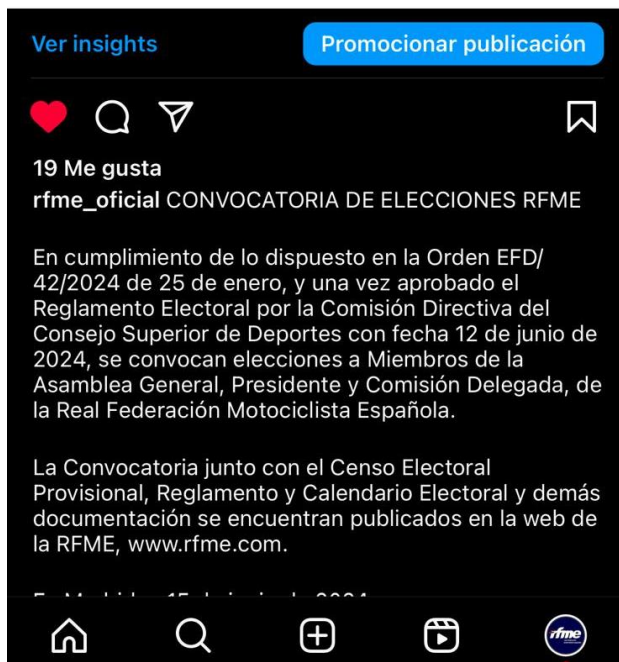 Ver insights
Promocionar publicación
19 Me gusta
rfme_oficial CONVOCATORIA DE ELECCIONES RFME
En cumplimiento de lo dispuesto en la Orden EFD/
42/2024 de 25 de enero, y una vez aprobado el
Reglamento Electoral por la Comisión Directiva del
Consejo Superior de Deportes con fecha 12 de junio de
2024, se convocan elecciones a Miembros de la
Asamblea General, Presidente y Comisión Delegada, de
la Real Federación Motociclista Española.
La Convocatoria junto con el Censo Electoral
Provisional, Reglamento y Calendario Electoral y demás
documentación se encuentran publicados en la web de
la RFME, www.rfme.com.
rfme